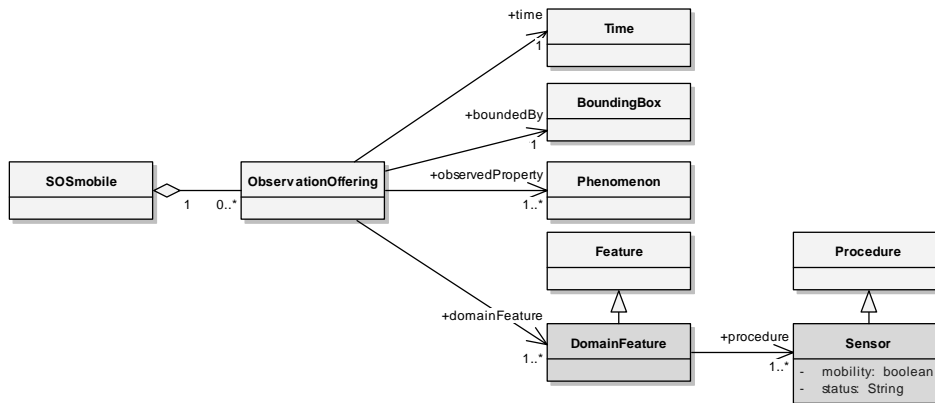 +time
1
Time
+boundedBy
1
BoundingBox
SOSmobile
1
0..*
ObservationOffering
+observedProperty
1..*
Phenomenon
Feature
Procedure
+domainFeature
1..*
DomainFeature
+procedure
1..*
Sensor
- mobility: boolean
- status: String